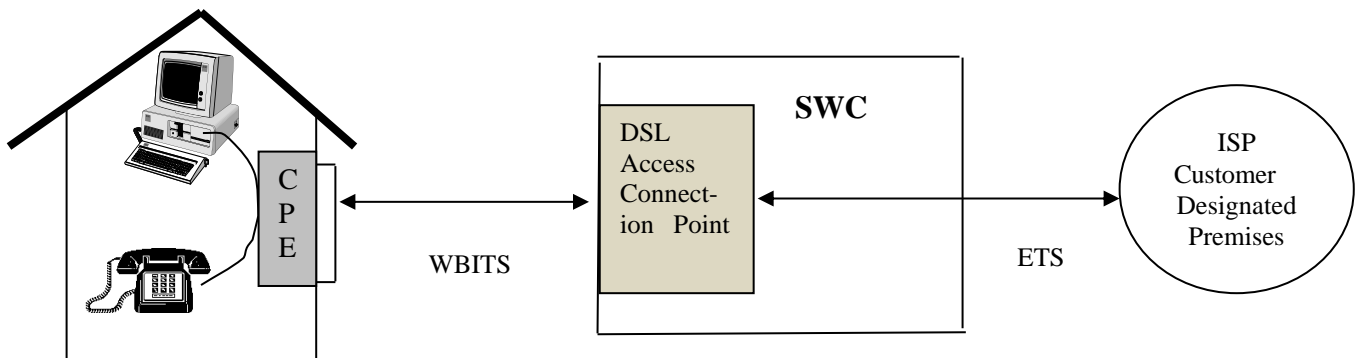 C
P
E
WBITS
DSL
Access
Connect-
ion Point
SWC
ETS
ISP
Customer
Designated
Premises